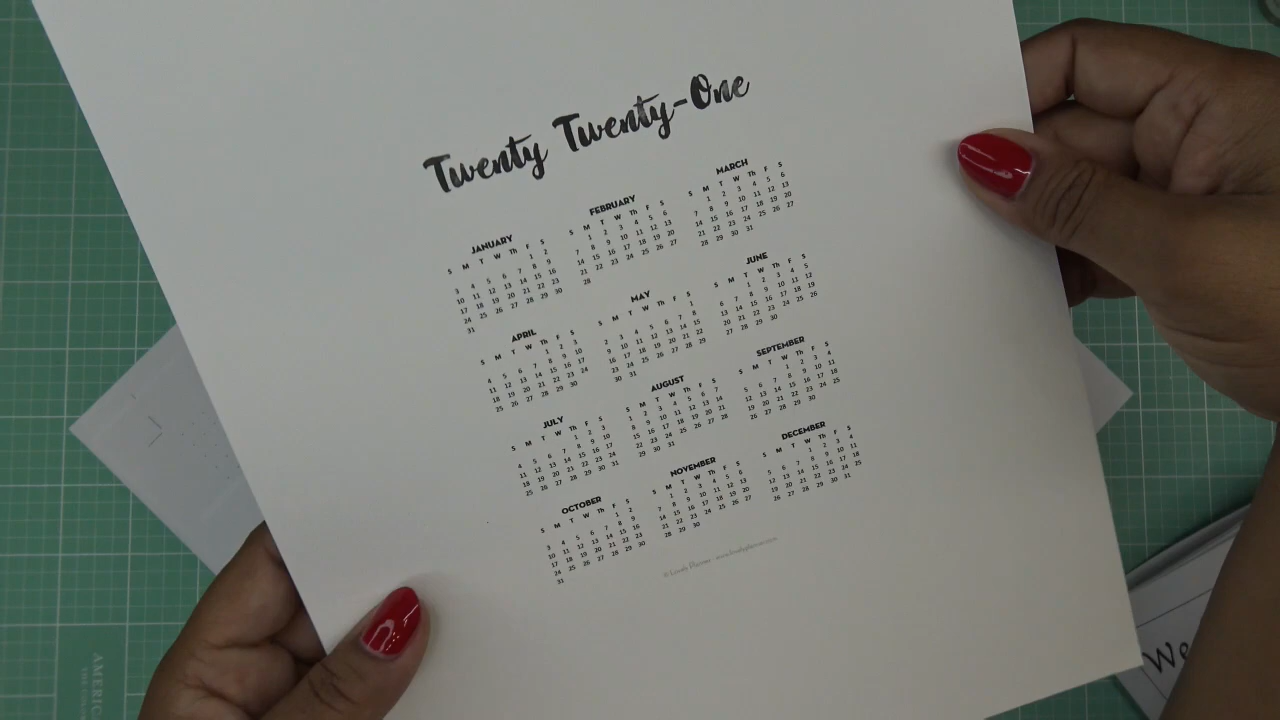 Twenty Twenty-One
JANUARY
S M T W Th F S
1 2
3 4 5 6 7 8 9
10 11 12 13 14 15 16
17 18 19 20 21 22 23
24 25 26 27 28 29 30
31
FEBRUARY
S M T W Th F S
1 2 3 4 5 6
7 8 9 10 11 12 13
14 15 16 17 18 19 20
21 22 23 24 25 26 27
28
MARCH
S M T W Th F S
1 2 3 4 5 6
7 8 9 10 11 12 13
14 15 16 17 18 19 20
21 22 23 24 25 26 27
28 29 30 31
APRIL
S M T W Th F S
1 2 3
4 5 6 7 8 9 10
11 12 13 14 15 16 17
18 19 20 21 22 23 24
25 26 27 28 29 30
MAY
S M T W Th F S
1
2 3 4 5 6 7 8
9 10 11 12 13 14 15
16 17 18 19 20 21 22
23 24 25 26 27 28 29
30 31
JUNE
S M T W Th F S
1 2 3 4 5
6 7 8 9 10 11 12
13 14 15 16 17 18 19
20 21 22 23 24 25 26
27 28 29 30
JULY
S M T W Th F S
1 2 3
4 5 6 7 8 9 10
11 12 13 14 15 16 17
18 19 20 21 22 23 24
25 26 27 28 29 30 31
AUGUST
S M T W Th F S
1 2 3 4 5 6 7
8 9 10 11 12 13 14
15 16 17 18 19 20 21
22 23 24 25 26 27 28
29 30 31
SEPTEMBER
S M T W Th F S
1 2 3 4
5 6 7 8 9 10 11
12 13 14 15 16 17 18
19 20 21 22 23 24 25
26 27 28 29 30
OCTOBER
S M T W Th F S
1 2
3 4 5 6 7 8 9
10 11 12 13 14 15 16
17 18 19 20 21 22 23
24 25 26 27 28 29 30
31
NOVEMBER
S M T W Th F S
1 2 3 4 5 6
7 8 9 10 11 12 13
14 15 16 17 18 19 20
21 22 23 24 25 26 27
28 29 30
DECEMBER
S M T W Th F S
1 2 3 4
5 6 7 8 9 10 11
12 13 14 15 16 17 18
19 20 21 22 23 24 25
26 27 28 29 30 31
© Lovely Planner - www.lovelyplanner.com
AMERIC
We